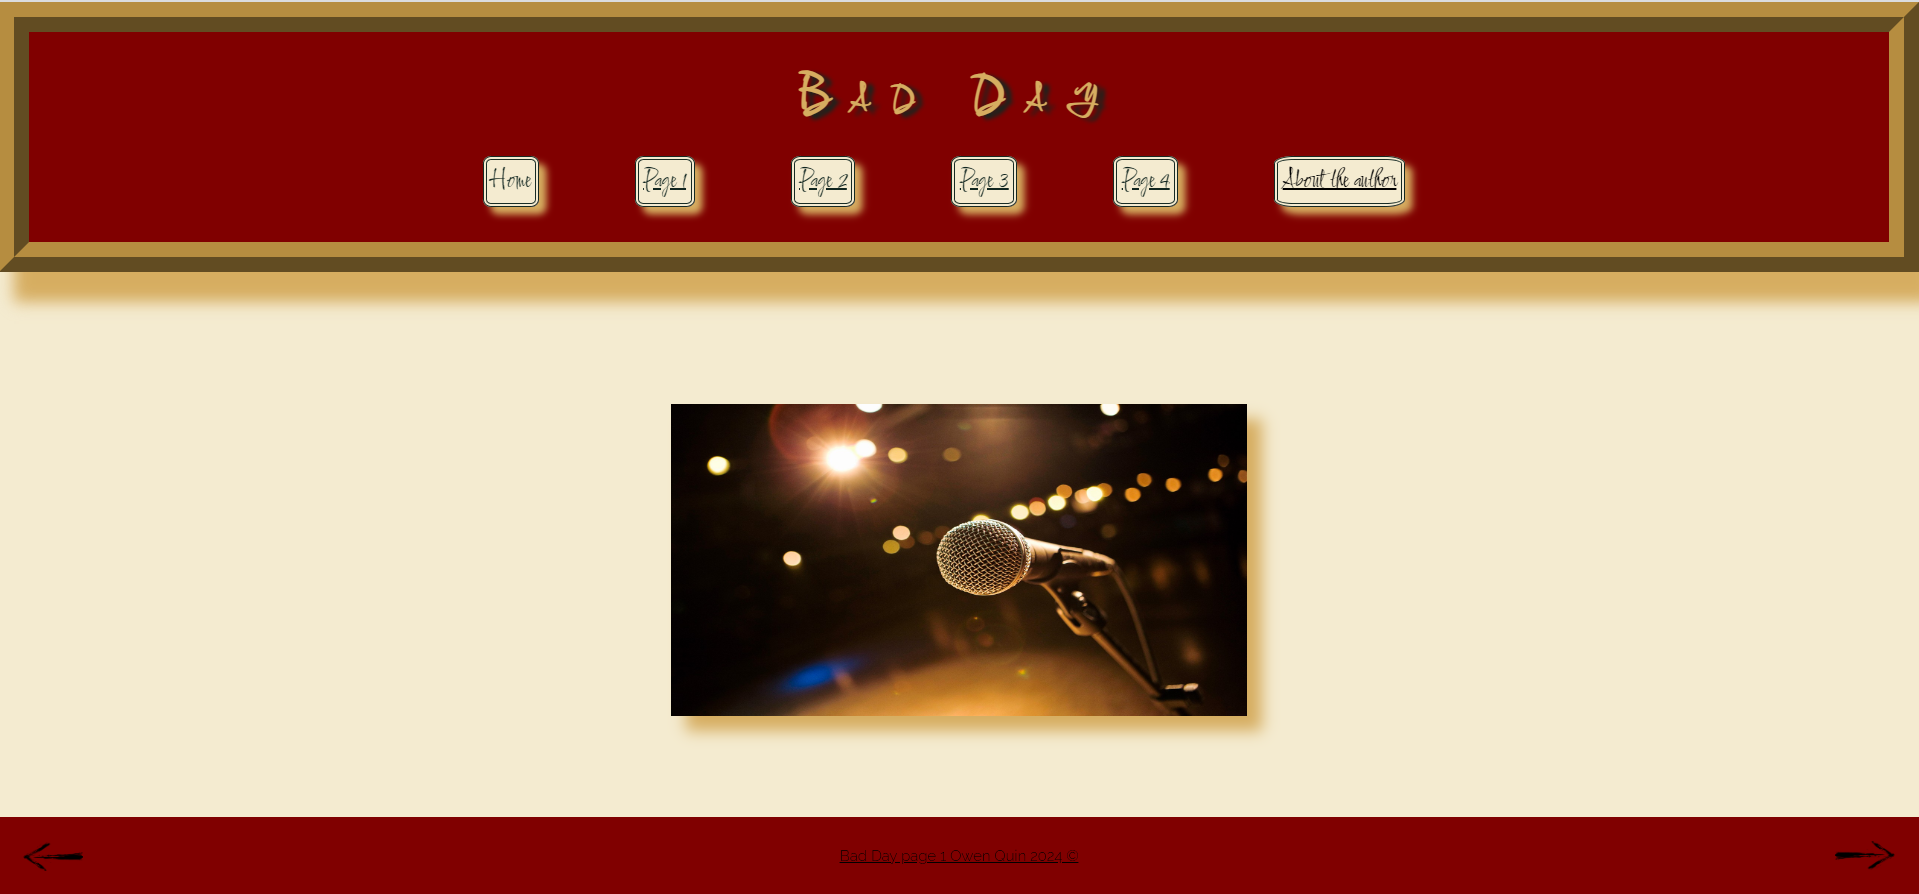 Bad Day
Home Page 1 Page 2 Page 3 Page 4 About the author
Bad Day page 1 Owen Quin 2024 ©